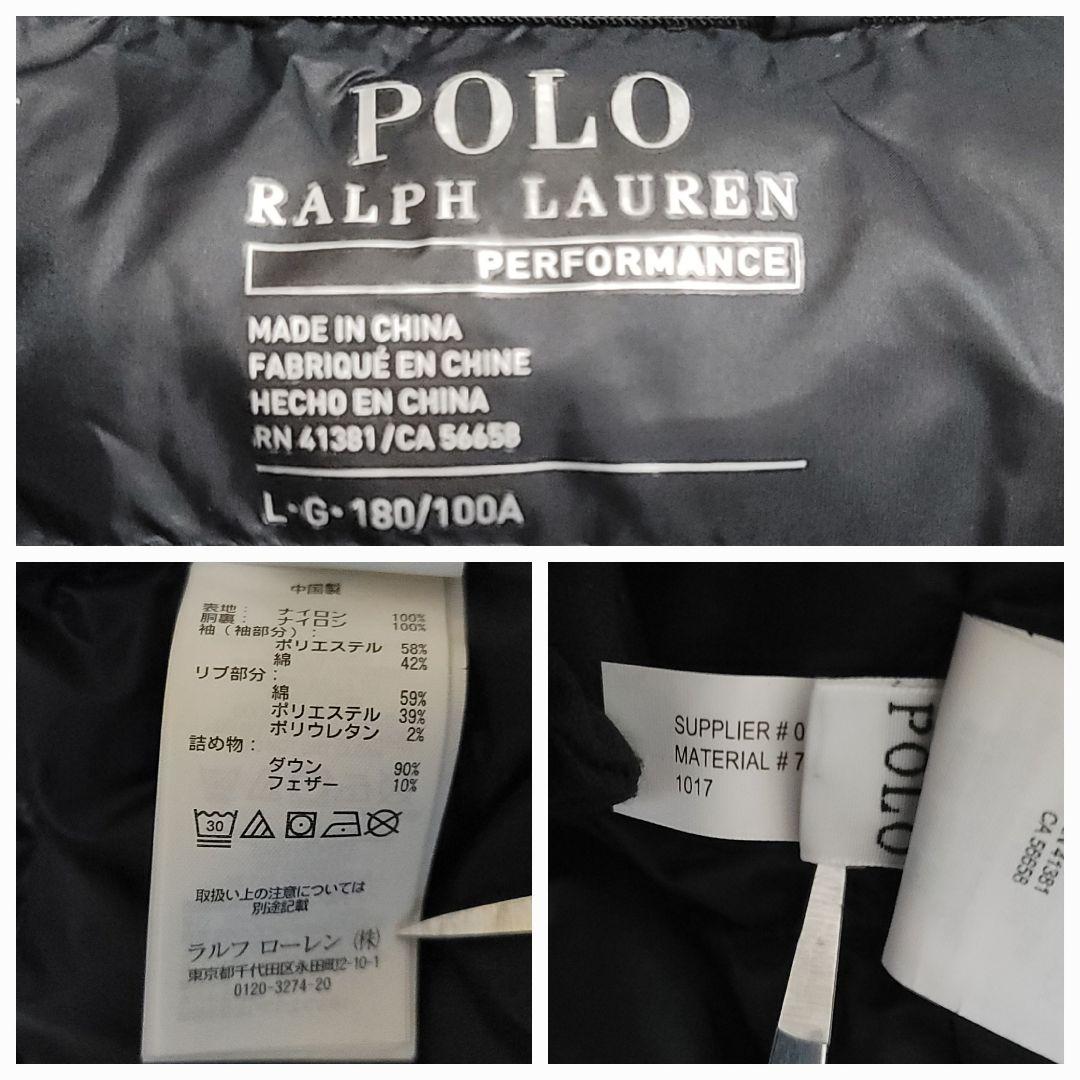 POLO
RALPH LAUREN
PERFORMANCE
MADE IN CHINA
FABRIQUÉ EN CHINE
HECHO EN CHINA
RN 41381/CA 56658
L•G•180/100A
中国製
表地: ナイロン 100%
胴裏: ナイロン 100%
袖(袖部分):
ポリエステル 58%
綿 42%
リブ部分:
綿 59%
ポリエステル 39%
ポリウレタン 2%
詰め物:
ダウン 90%
フェザー 10%
30
取扱い上の注意については
別途記載
ラルフ ローレン (株)
東京都千代田区永田町2-10-1
0120-3274-20
SUPPLIER # 0
MATERIAL # 7
1017
POLO
41381
CA 56658